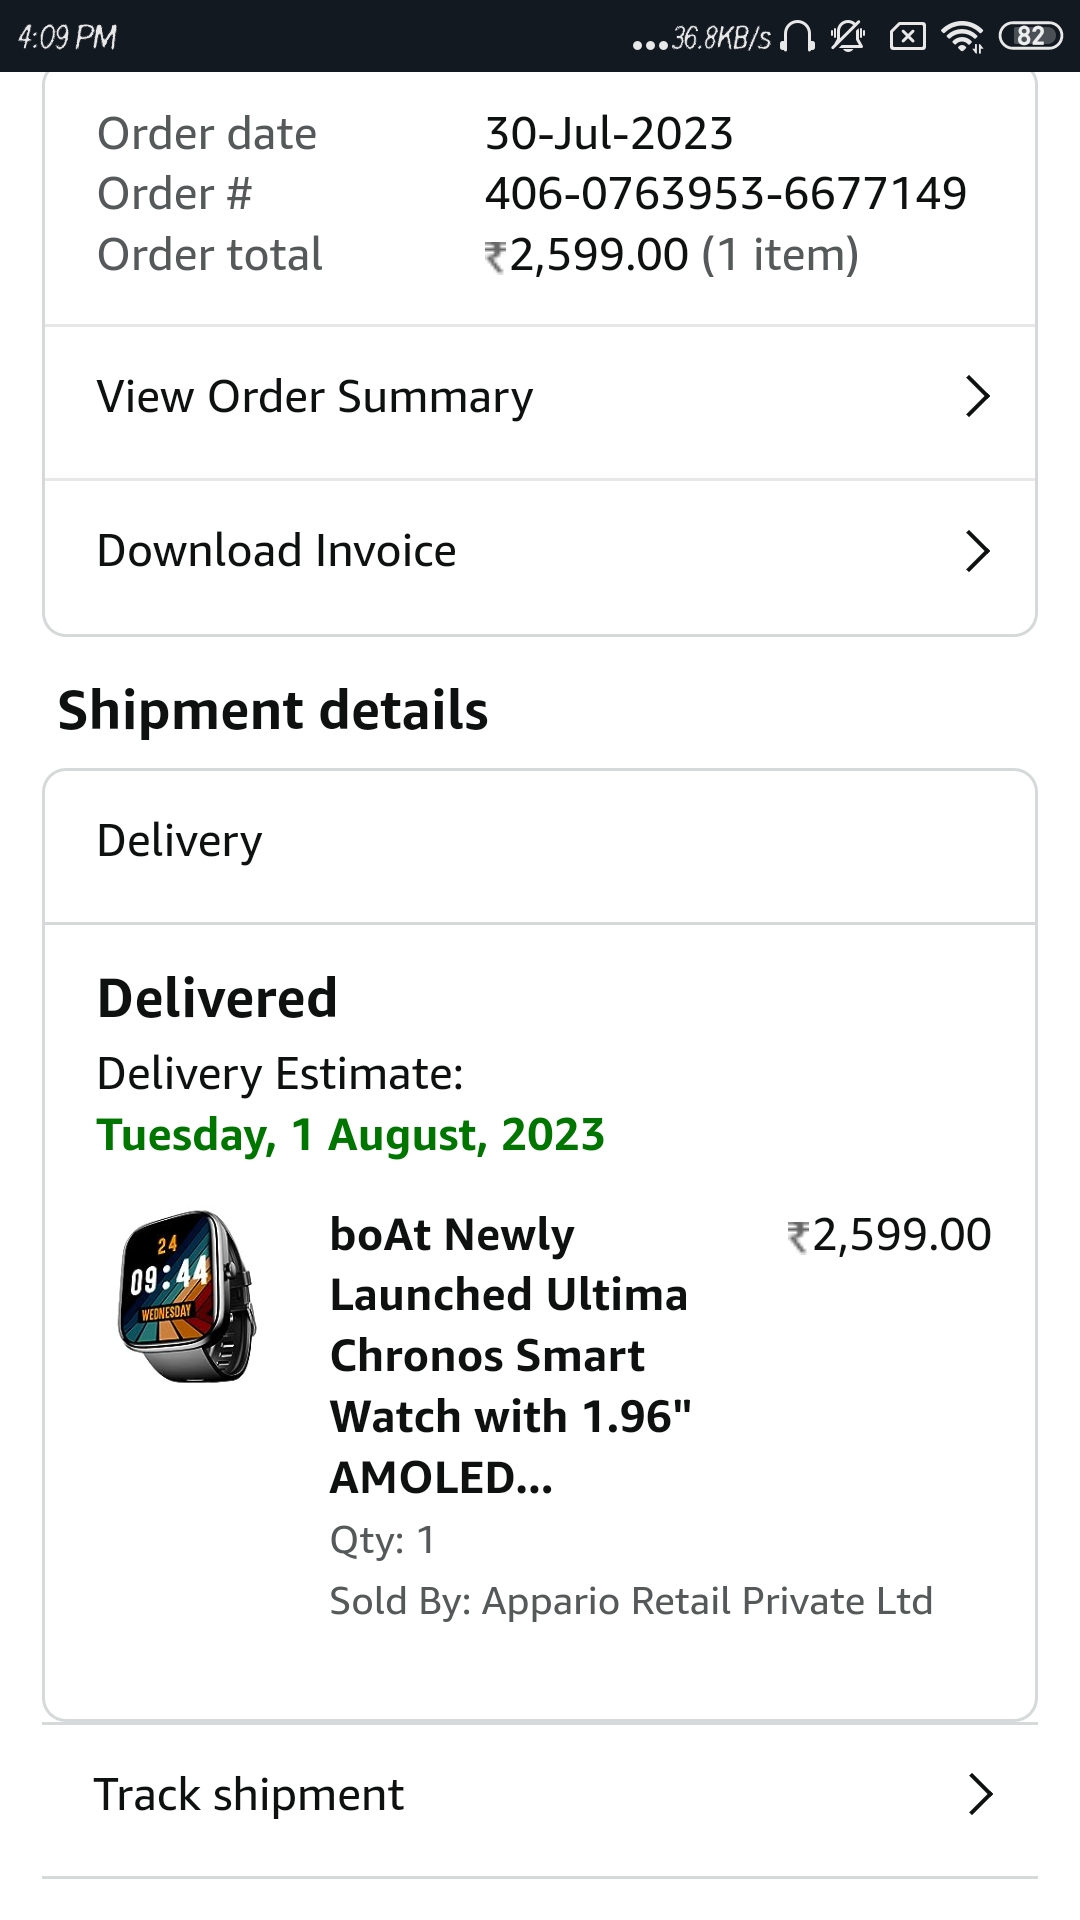 4:09 PM ...36.8KB/s 82
Order date 30-Jul-2023
Order # 406-0763953-6677149
Order total ₹2,599.00 (1 item)
View Order Summary
Download Invoice
Shipment details
Delivery
Delivered
Delivery Estimate:
Tuesday, 1 August, 2023
24
09:44
WEDNESDAY
boAt Newly ₹2,599.00
Launched Ultima
Chronos Smart
Watch with 1.96"
AMOLED...
Qty: 1
Sold By: Appario Retail Private Ltd
Track shipment